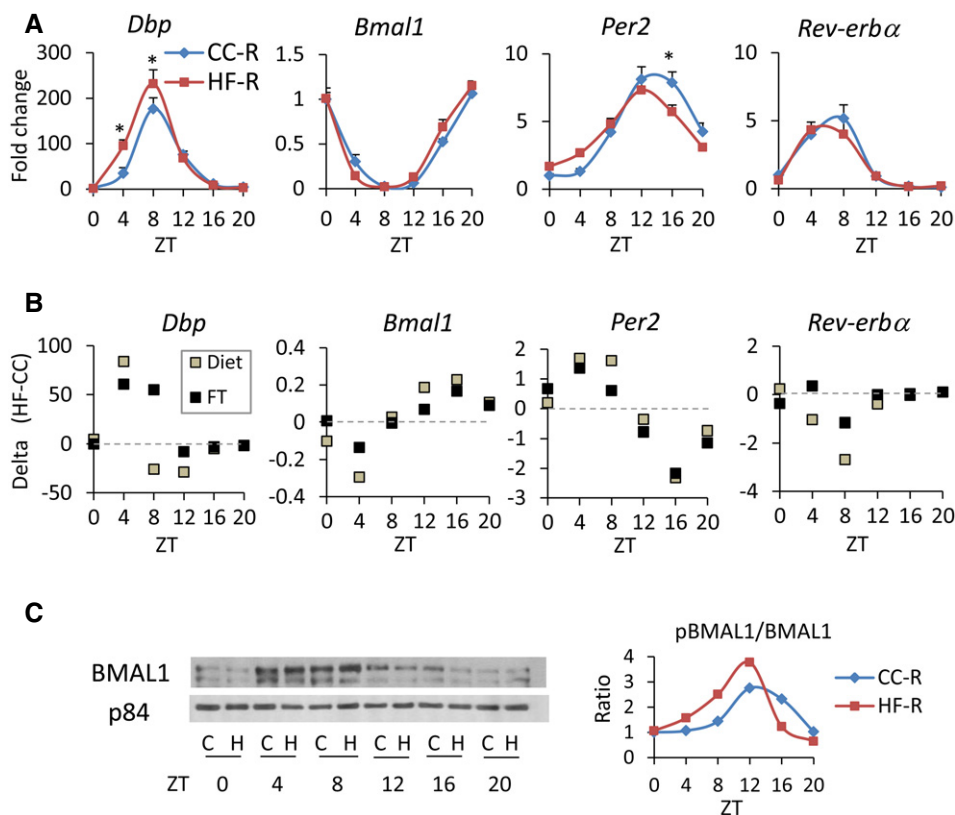 A
Dbp
Bmal1
Per2
Rev-erbα
Fold change
300
200
100
0
* *
CC-R
HF-R
0 4 8 12 16 20
ZT
1.5
1
0.5
0
0 4 8 12 16 20
ZT
10
5
0
*
0 4 8 12 16 20
ZT
10
5
0
0 4 8 12 16 20
ZT
B
Dbp
Bmal1
Per2
Rev-erbα
Delta (HF-CC)
100
50
0
-50
Diet
FT
0 4 8 12 16 20
ZT
0.4
0.2
0
-0.2
-0.4
0 4 8 12 16 20
ZT
2
1
0
-1
-2
-3
0 4 8 12 16 20
ZT
2
0
-2
-4
0 4 8 12 16 20
ZT
C
BMAL1
p84
C H C H C H C H C H C H
ZT 0 4 8 12 16 20
pBMAL1/BMAL1
Ratio
4
3
2
1
0
CC-R
HF-R
0 4 8 12 16 20
ZT